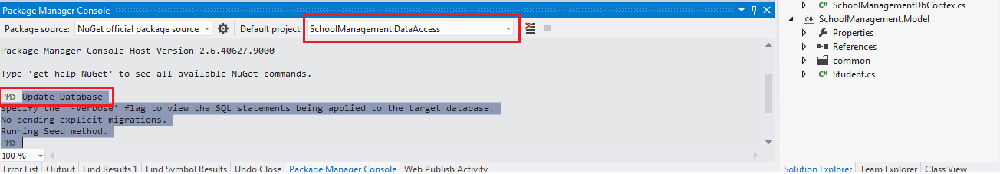 Package Manager Console
Package source: NuGet official package source Default project: SchoolManagement.DataAccess
Package Manager Console Host Version 2.6.40627.9000
Type 'get-help NuGet' to see all available NuGet commands.
PM> Update-Database
Specify the '-Verbose' flag to view the SQL statements being applied to the target database.
No pending explicit migrations.
Running Seed method.
PM>
100 %
Error List Output Find Results 1 Find Symbol Results Undo Close Package Manager Console Web Publish Activity
C# SchoolManagementDbContex.cs
C# SchoolManagement.Model
Properties
References
common
C# Student.cs
Solution Explorer Team Explorer Class View